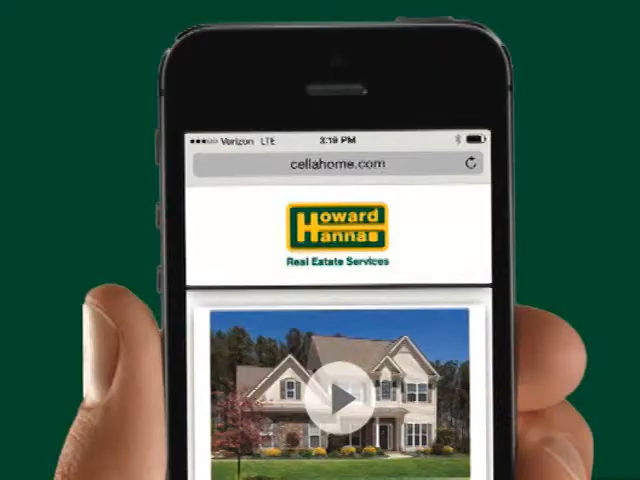 Verizon LTE 3:19 PM
cellahome.com
Howard
Hanna
Real Estate Services